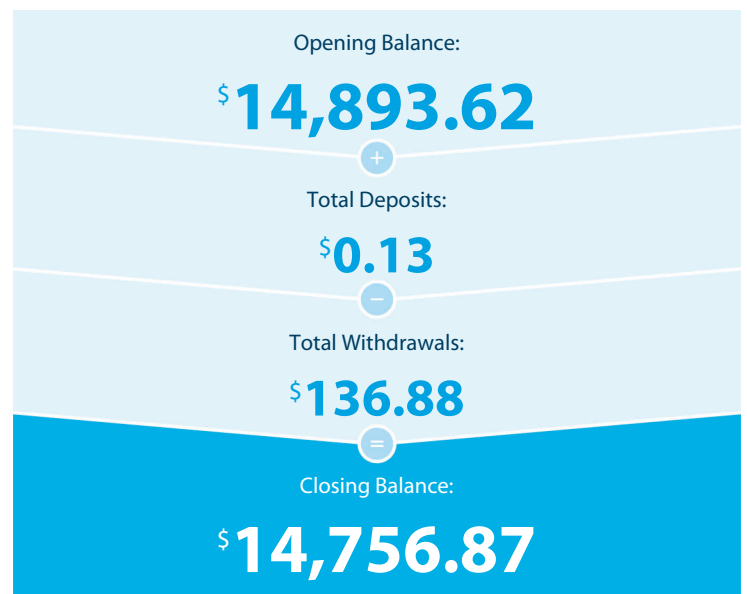 Opening Balance:
$14,893.62
+
Total Deposits:
$0.13
−
Total Withdrawals:
$136.88
=
Closing Balance:
$14,756.87